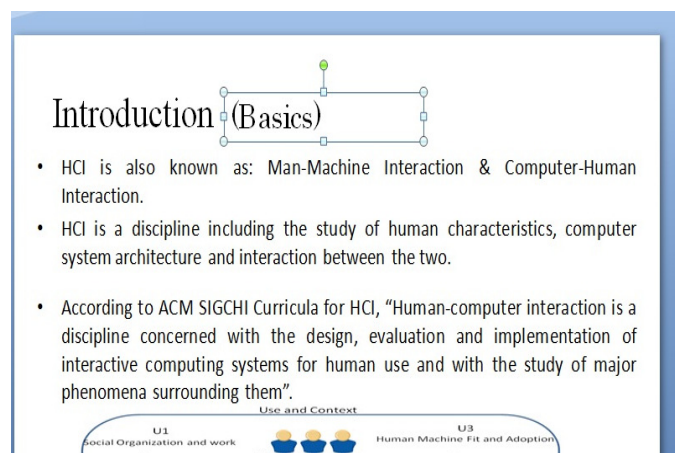 Introduction (Basics)
• HCI is also known as: Man-Machine Interaction & Computer-Human
Interaction.
• HCI is a discipline including the study of human characteristics, computer
system architecture and interaction between the two.
• According to ACM SIGCHI Curricula for HCI, “Human-computer interaction is a
discipline concerned with the design, evaluation and implementation of
interactive computing systems for human use and with the study of major
phenomena surrounding them”.
Use and Context
U1
Social Organization and work
U3
Human Machine Fit and Adoption